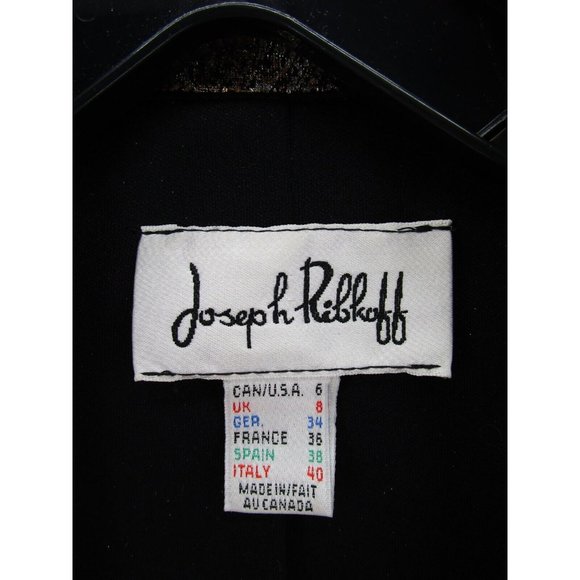 Joseph Ribkoff
CAN/U.S.A. 6
UK 8
GER. 34
FRANCE 36
SPAIN 38
ITALY 40
MADE IN/FAIT
AU CANADA